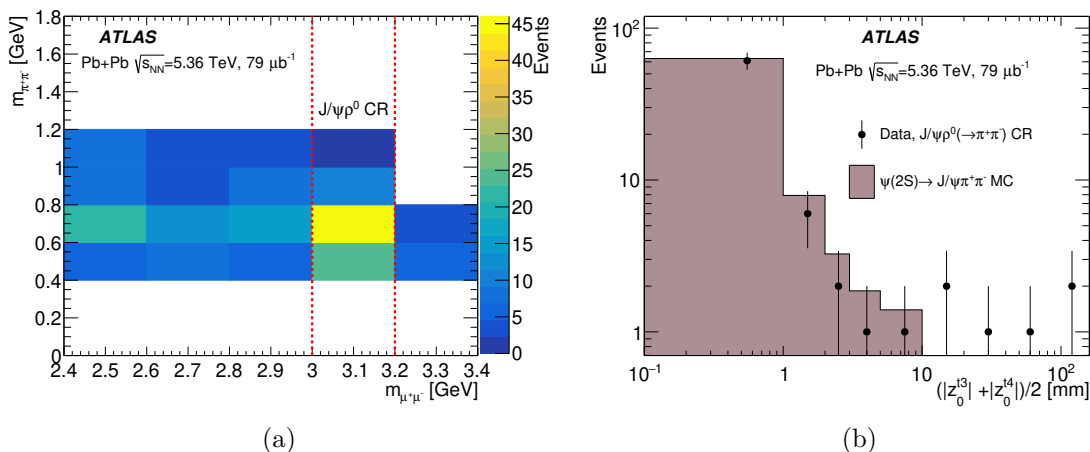 ATLAS
Pb+Pb √s_NN=5.36 TeV, 79 μb⁻¹
J/ψρ⁰ CR
m_π⁺π⁻ [GeV]
1.8
1.6
1.4
1.2
1
0.8
0.6
0.4
0.2
0
2.4 2.5 2.6 2.7 2.8 2.9 3 3.1 3.2 3.3 3.4
m_μ⁺μ⁻ [GeV]
Events
45
40
35
30
25
20
15
10
5
0
(a)
Events
10²
10
1
ATLAS
Pb+Pb √s_NN=5.36 TeV, 79 μb⁻¹
Data, J/ψρ⁰(→π⁺π⁻) CR
ψ(2S)→ J/ψπ⁺π⁻ MC
10⁻¹ 1 10 10²
(|z₀^t3| +|z₀^t4|)/2 [mm]
(b)